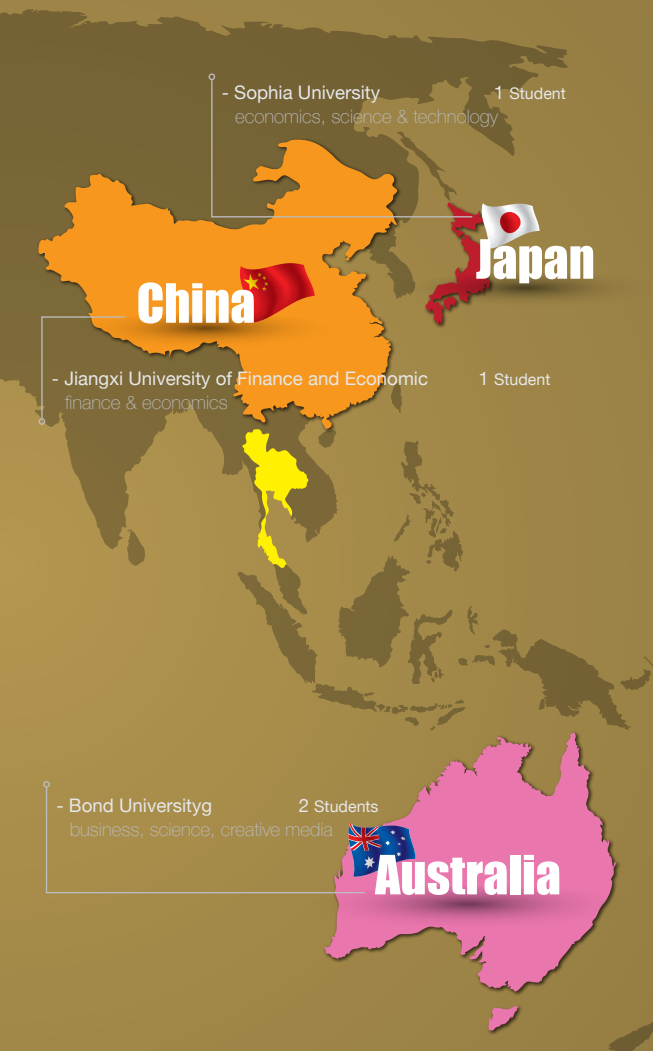 - Sophia University 1 Student
economics, science & technology
Japan
China
- Jiangxi University of Finance and Economic 1 Student
finance & economics
- Bond Universityg 2 Students
business, science, creative media
Australia